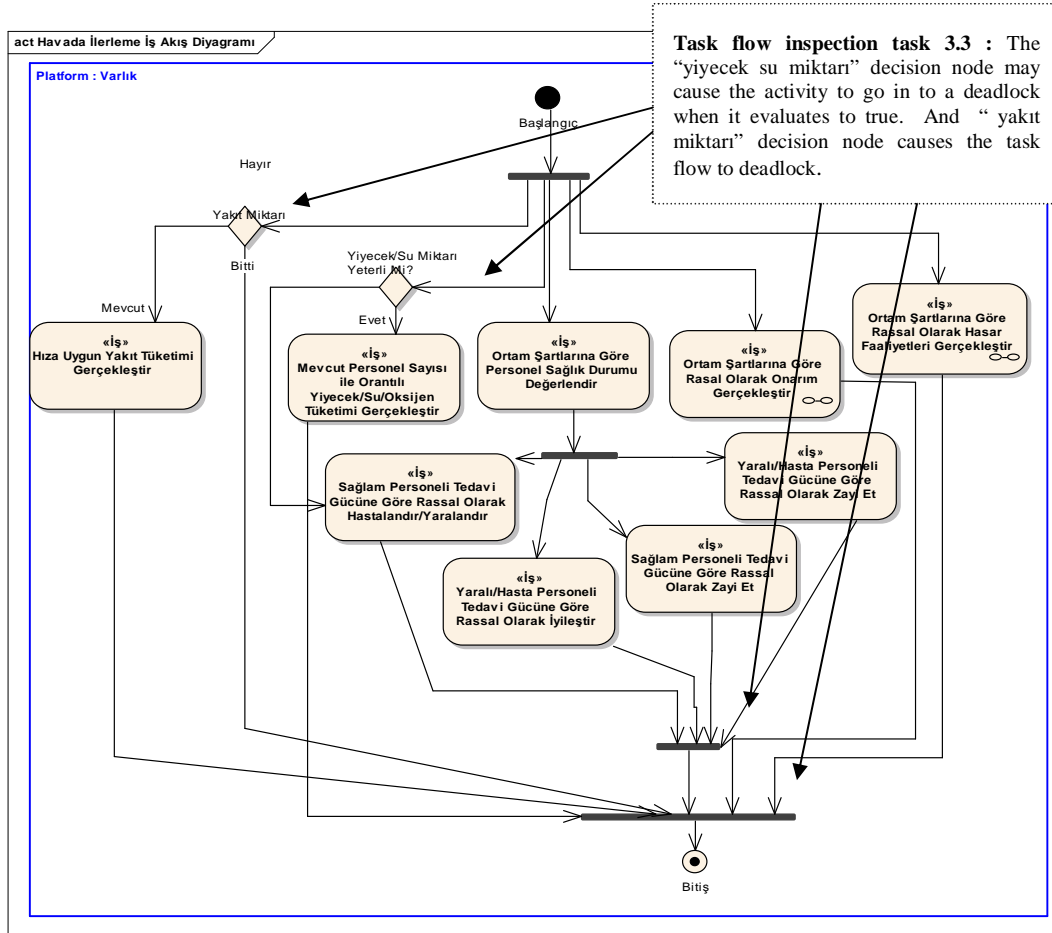 act Havada İlerleme İş Akış Diyagramı
Platform : Varlık
Task flow inspection task 3.3 : The
“yiyecek su miktarı” decision node may
cause the activity to go in to a deadlock
when it evaluates to true. And “ yakıt
miktarı” decision node causes the task
flow to deadlock.
Başlangıç
Hayır
Yakıt Miktarı
Bitti
Mevcut
Yiyecek/Su Miktarı
Yeterli Mi?
Evet
«İş»
Hıza Uygun Yakıt Tüketimi
Gerçekleştir
«İş»
Mevcut Personel Sayısı
ile Orantılı
Yiyecek/Su/Oksijen
Tüketimi Gerçekleştir
«İş»
Ortam Şartlarına Göre
Personel Sağlık Durumu
Değerlendir
«İş»
Ortam Şartlarına Göre
Rasal Olarak Onarım
Gerçekleştir
«İş»
Ortam Şartlarına Göre
Rassal Olarak Hasar
Faaliyetleri Gerçekleştir
«İş»
Sağlam Personeli Tedavi
Gücüne Göre Rassal Olarak
Hastalandır/Yaralandır
«İş»
Yaralı/Hasta Personeli
Tedavi Gücüne Göre
Rassal Olarak Zayi Et
«İş»
Yaralı/Hasta Personeli
Tedavi Gücüne Göre
Rassal Olarak İyileştir
«İş»
Sağlam Personeli Tedavi
Gücüne Göre Rassal
Olarak Zayi Et
Bitiş